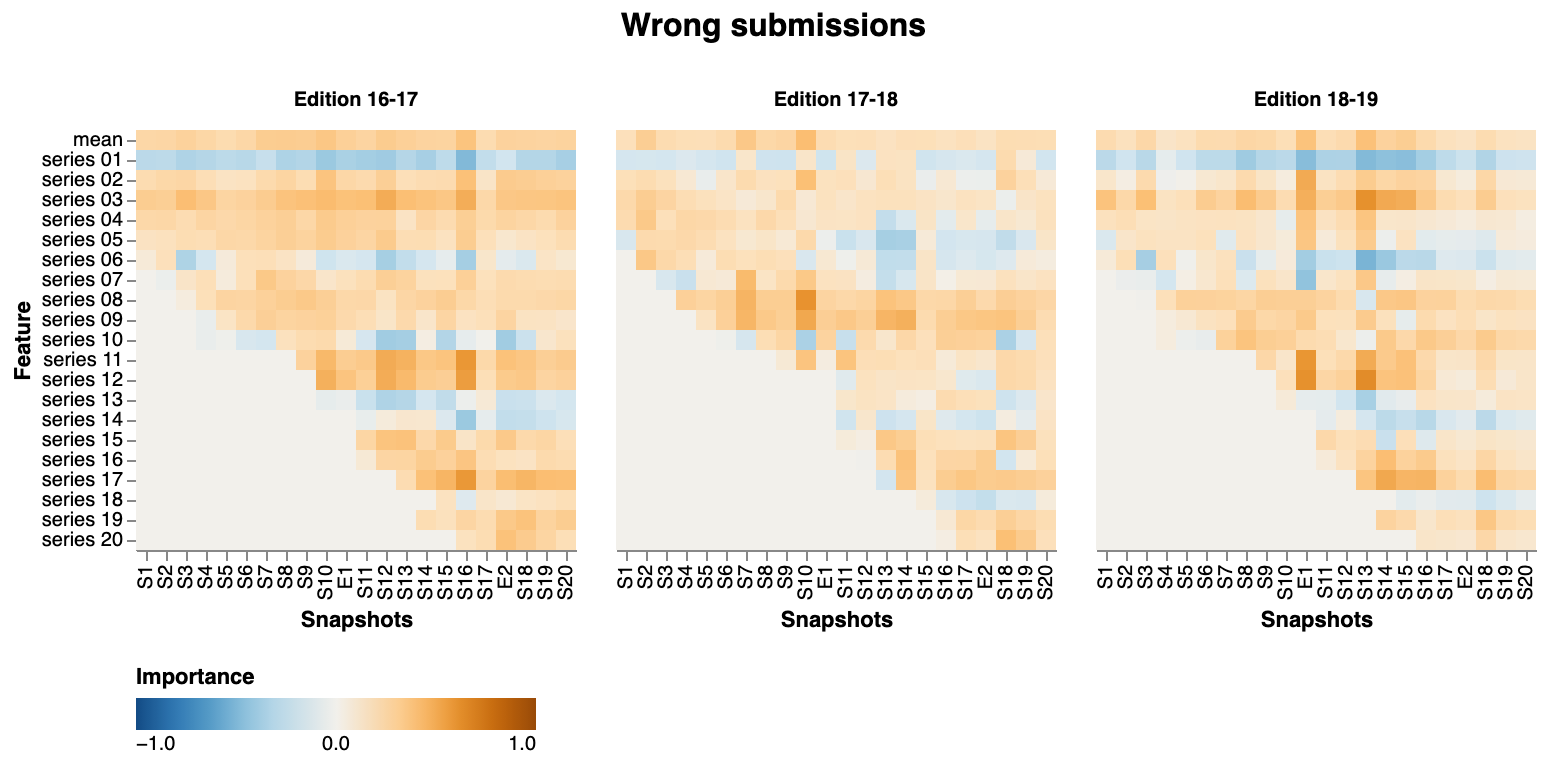 Wrong submissions
Edition 16-17
Edition 17-18
Edition 18-19
Feature
mean
series 01
series 02
series 03
series 04
series 05
series 06
series 07
series 08
series 09
series 10
series 11
series 12
series 13
series 14
series 15
series 16
series 17
series 18
series 19
series 20
S1 S2 S3 S4 S5 S6 S7 S8 S9 S10 E1 S11 S12 S13 S14 S15 S16 S17 E2 S18 S19 S20
S1 S2 S3 S4 S5 S6 S7 S8 S9 S10 E1 S11 S12 S13 S14 S15 S16 S17 E2 S18 S19 S20
S1 S2 S3 S4 S5 S6 S7 S8 S9 S10 E1 S11 S12 S13 S14 S15 S16 S17 E2 S18 S19 S20
Snapshots
Snapshots
Snapshots
Importance
−1.0 0.0 1.0